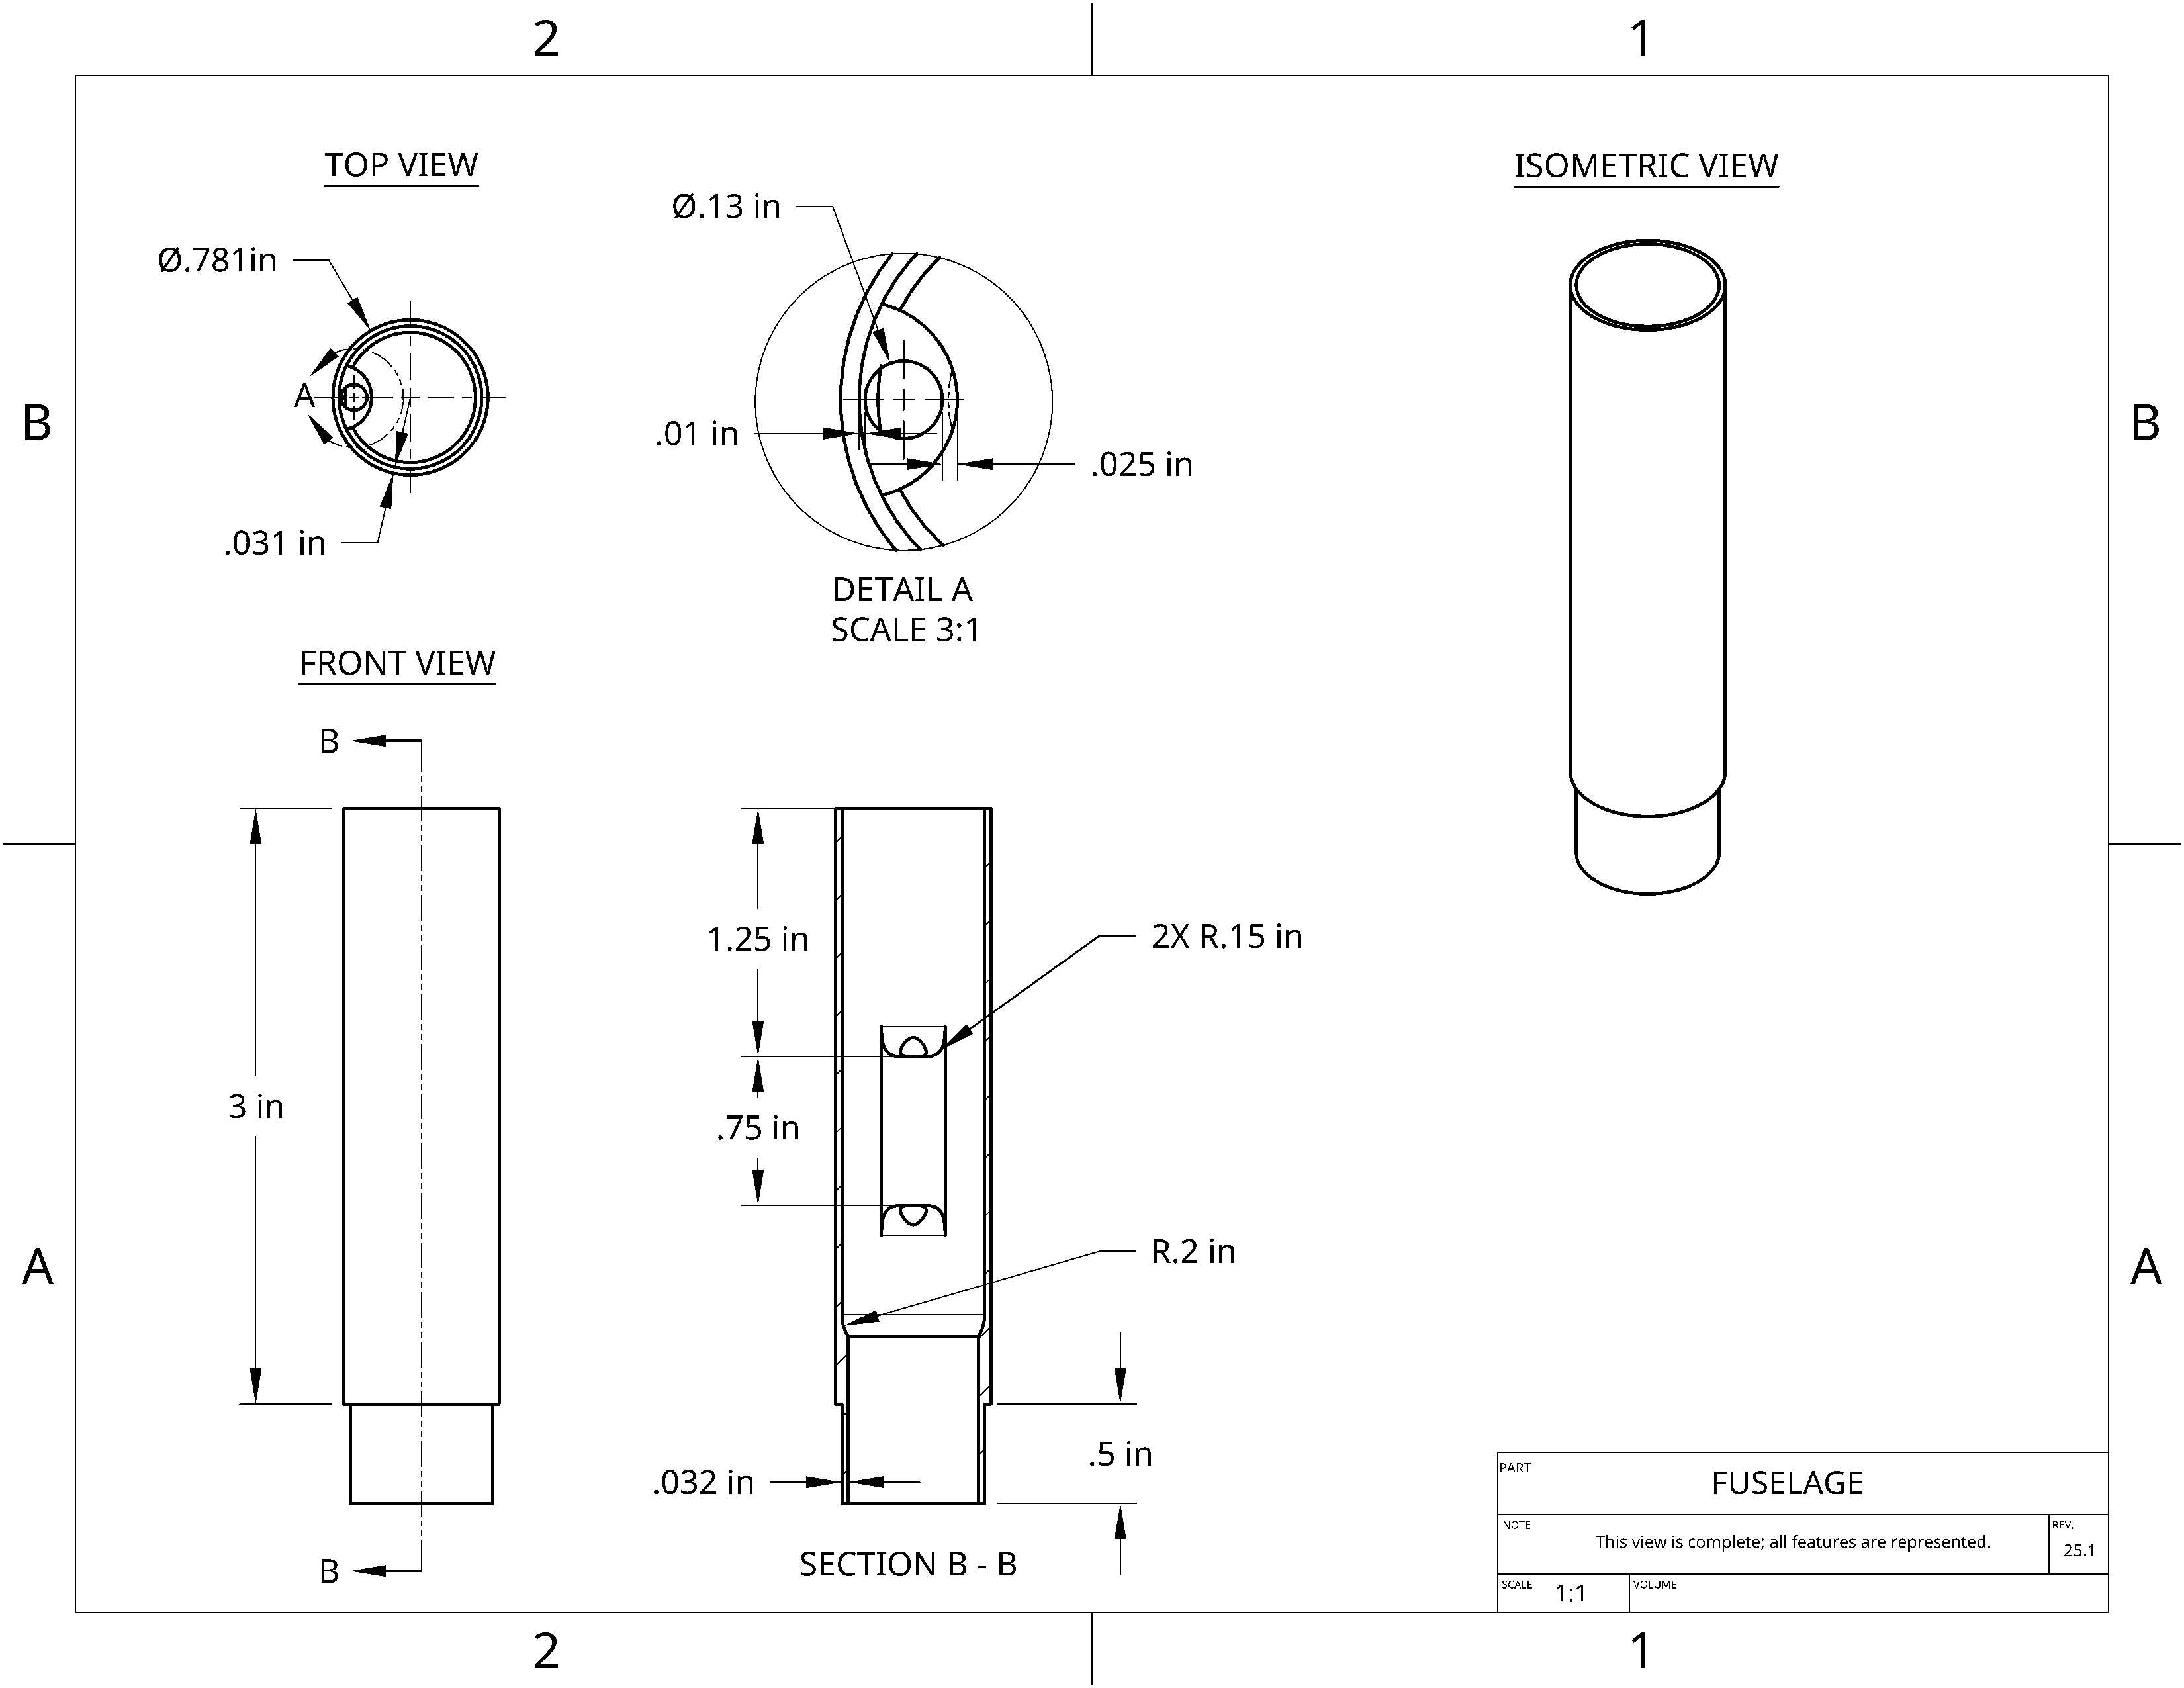 2
1
TOP VIEW
ISOMETRIC VIEW
Ø.13 in
Ø.781in
A
B
B
.01 in
.025 in
.031 in
DETAIL A
SCALE 3:1
FRONT VIEW
B
1.25 in
2X R.15 in
3 in
.75 in
R.2 in
A
A
.5 in
.032 in
B
SECTION B - B
PART
FUSELAGE
NOTE
This view is complete; all features are represented.
REV.
25.1
SCALE
1:1
VOLUME
2
1